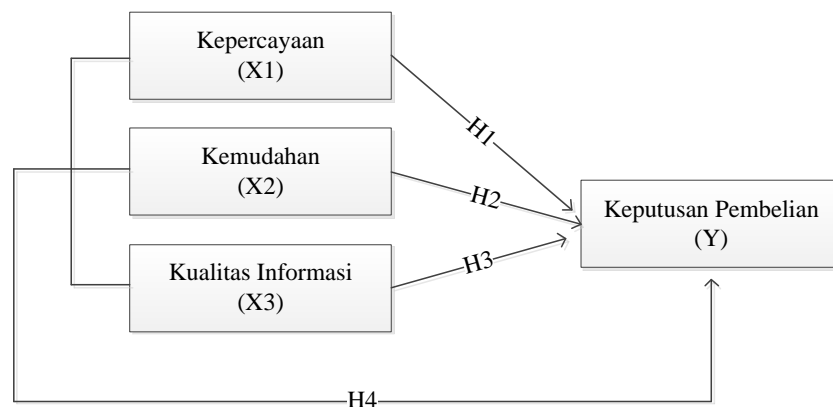 Kepercayaan
(X1)
H1
Kemudahan
(X2)
H2
Keputusan Pembelian
(Y)
Kualitas Informasi
(X3)
H3
H4